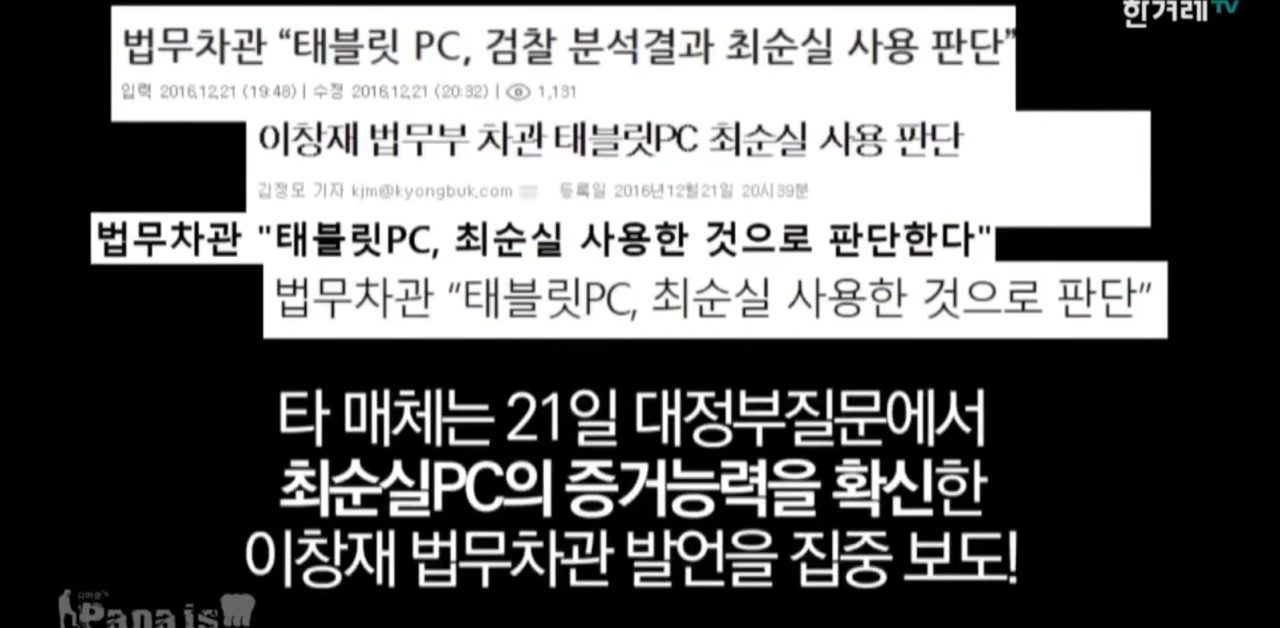 한겨레TV
법무차관 “태블릿 PC, 검찰 분석결과 최순실 사용 판단”
입력 2016.12.21 (19:48) | 수정 2016.12.21 (20:32) | 1,131
이창재 법무부 차관 태블릿PC 최순실 사용 판단
김정모 기자 kjm@kyongbuk.com 등록일 2016년12월21일 20시39분
법무차관 "태블릿PC, 최순실 사용한 것으로 판단한다"
법무차관 “태블릿PC, 최순실 사용한 것으로 판단”
타 매체는 21일 대정부질문에서
최순실PC의 증거능력을 확신한
이창재 법무차관 발언을 집중 보도!
김어준's
Papais